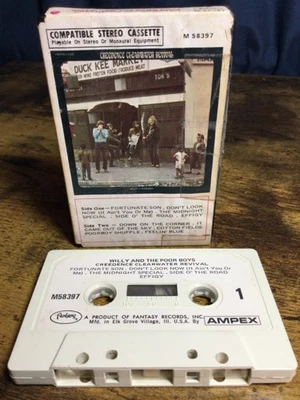 COMPATIBLE STEREO CASSETTE
Playable On Stereo Or Monaural Equipment
M 58397
CREEDENCE CLEARWATER REVIVAL
DUCK KEE MARKET
Side One - FORTUNATE SON, DON'T LOOK
NOW (It Ain't You Or Me), THE MIDNIGHT
SPECIAL, SIDE O' THE ROAD, EFFIGY
Side Two - DOWN ON THE CORNER, IT
CAME OUT OF THE SKY, COTTON FIELDS
POORBOY SHUFFLE, FEELIN' BLUE
WILLY AND THE POOR BOYS
CREEDENCE CLEARWATER REVIVAL
FORTUNATE SON, DON'T LOOK NOW (It Ain't You Or
Me), THE MIDNIGHT SPECIAL, SIDE O' THE ROAD
EFFIGY
M58397
1
Fantasy
A PRODUCT OF FANTASY RECORDS, INC.
Mfd. in Elk Grove Village, Ill. U.S.A. By AMPEX